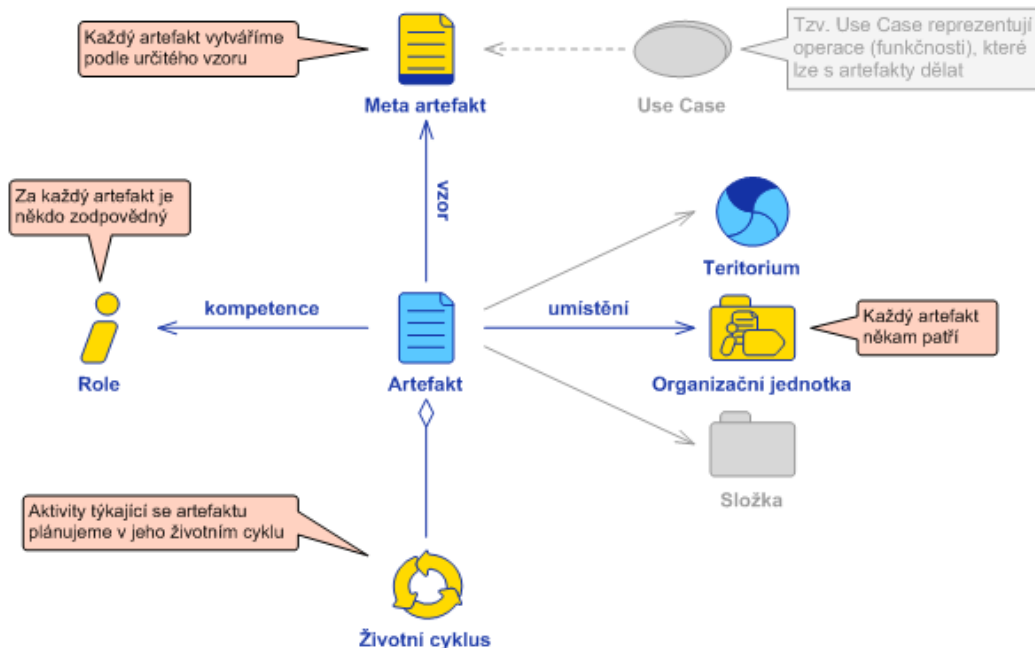 Každý artefakt vytváříme
podle určitého vzoru
Tzv. Use Case reprezentují
operace (funkčnosti), které
lze s artefakty dělat
Meta artefakt
Use Case
vzor
Za každý artefakt je
někdo zodpovědný
Teritorium
kompetence
umístění
Každý artefakt
někam patří
Role
Artefakt
Organizační jednotka
Složka
Aktivity týkající se artefaktu
plánujeme v jeho životním cyklu
Životní cyklus